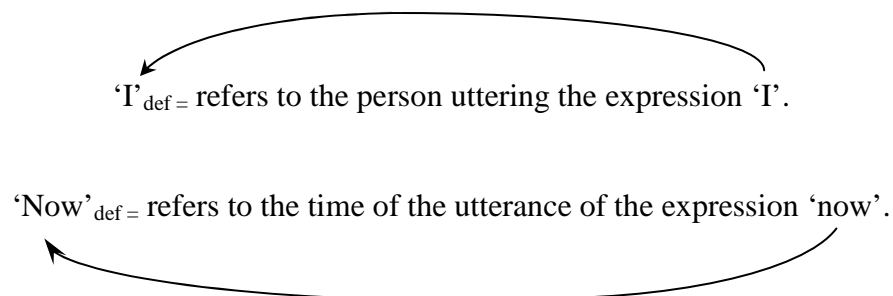 ‘I’def = refers to the person uttering the expression ‘I’.
‘Now’def = refers to the time of the utterance of the expression ‘now’.